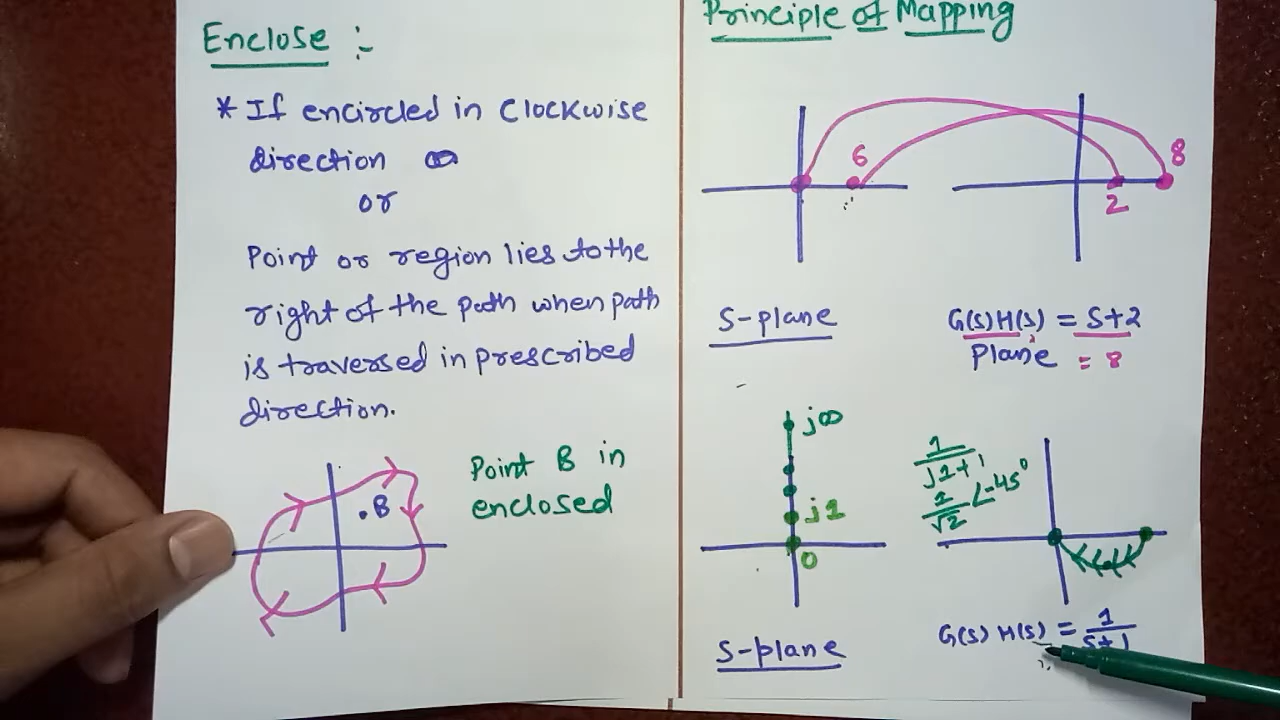 Enclose :-
* If encircled in Clockwise
direction
or
Point or region lies to the
right of the path when path
is traversed in prescribed
direction.
.B
Point B in
enclosed
Principle of Mapping
6
8
2
S-plane
G(S)H(S) = S+2
Plane = 8
j∞
j1
0
1
j1+1
1
√2
∠-45°
S-plane
G(S) H(S) = 1
S+1